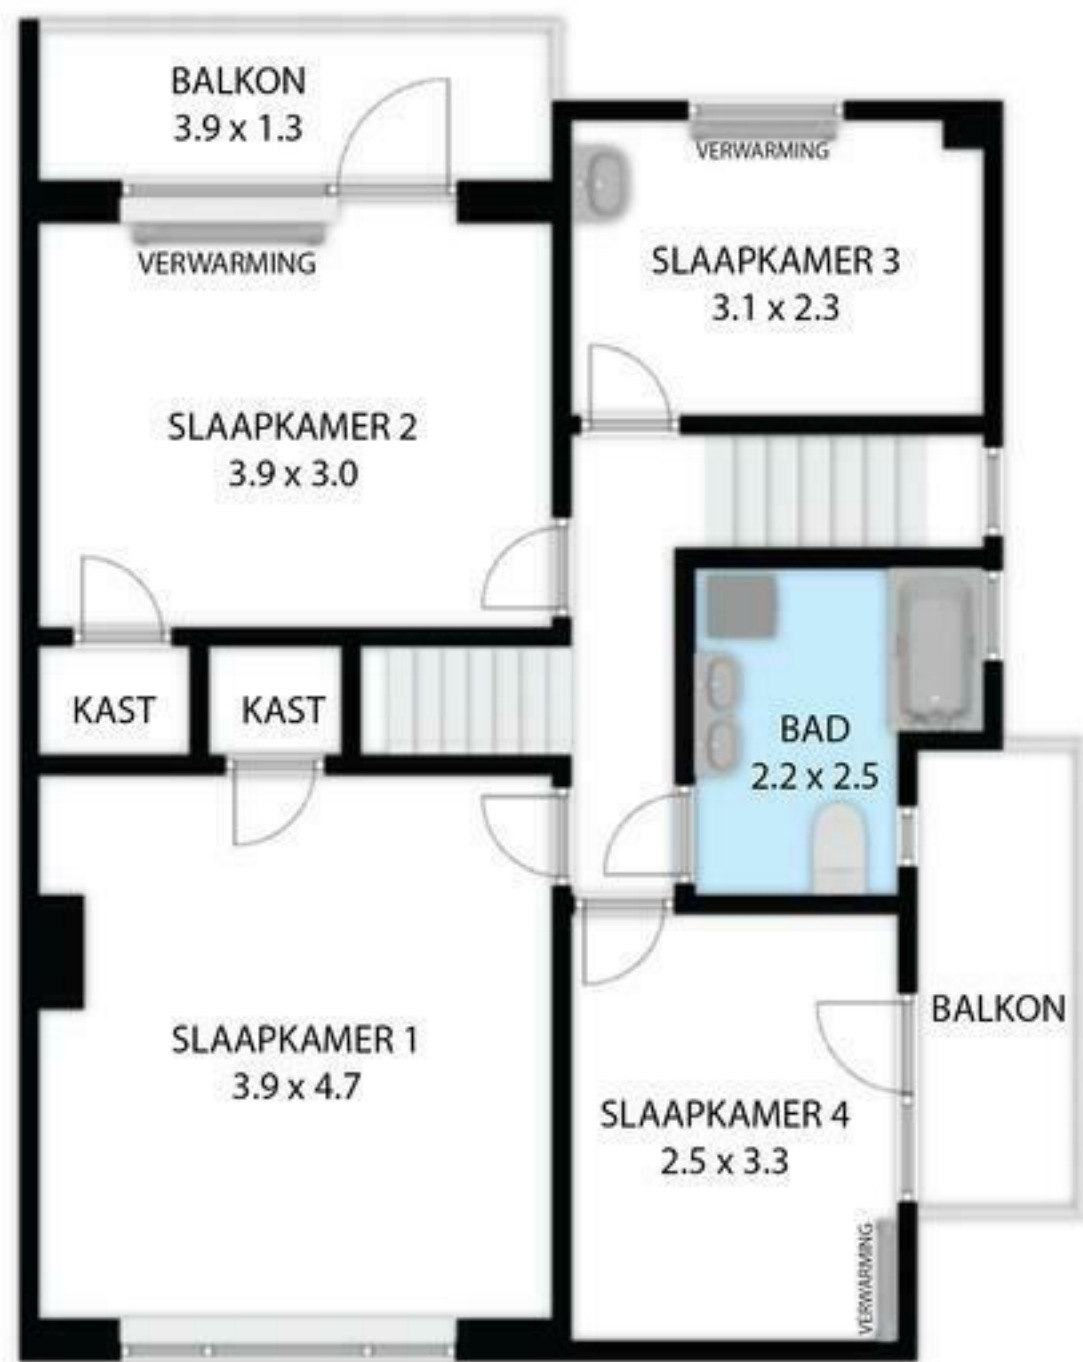 BALKON
3.9 x 1.3
VERWARMING
VERWARMING
SLAAPKAMER 3
3.1 x 2.3
SLAAPKAMER 2
3.9 x 3.0
KAST
KAST
BAD
2.2 x 2.5
SLAAPKAMER 1
3.9 x 4.7
BALKON
SLAAPKAMER 4
2.5 x 3.3
VERWARMING